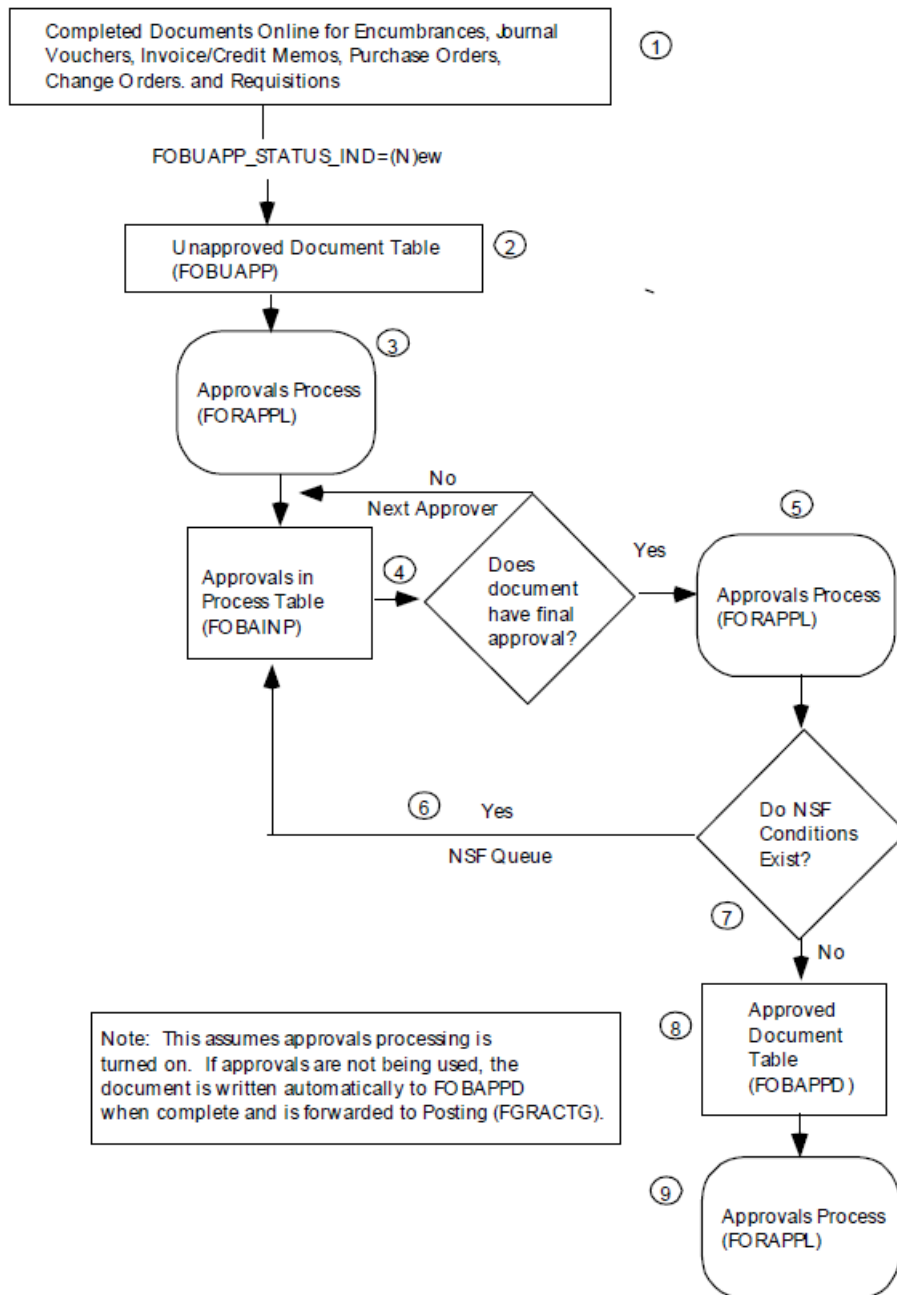 Completed Documents Online for Encumbrances, Journal
Vouchers, Invoice/Credit Memos, Purchase Orders,
Change Orders. and Requisitions
1
FOBUAPP_STATUS_IND=(N)ew
Unapproved Document Table
(FOBUAPP)
2
3
Approvals Process
(FORAPPL)
No
Next Approver
5
Approvals in
Process Table
(FOBAINP)
4
Does
document
have final
approval?
Yes
Approvals Process
(FORAPPL)
6
Yes
NSF Queue
Do NSF
Conditions
Exist?
7
No
Note: This assumes approvals processing is
turned on. If approvals are not being used, the
document is written automatically to FOBAPPD
when complete and is forwarded to Posting (FGRACTG).
8
Approved
Document
Table
(FOBAPPD)
9
Approvals Process
(FORAPPL)